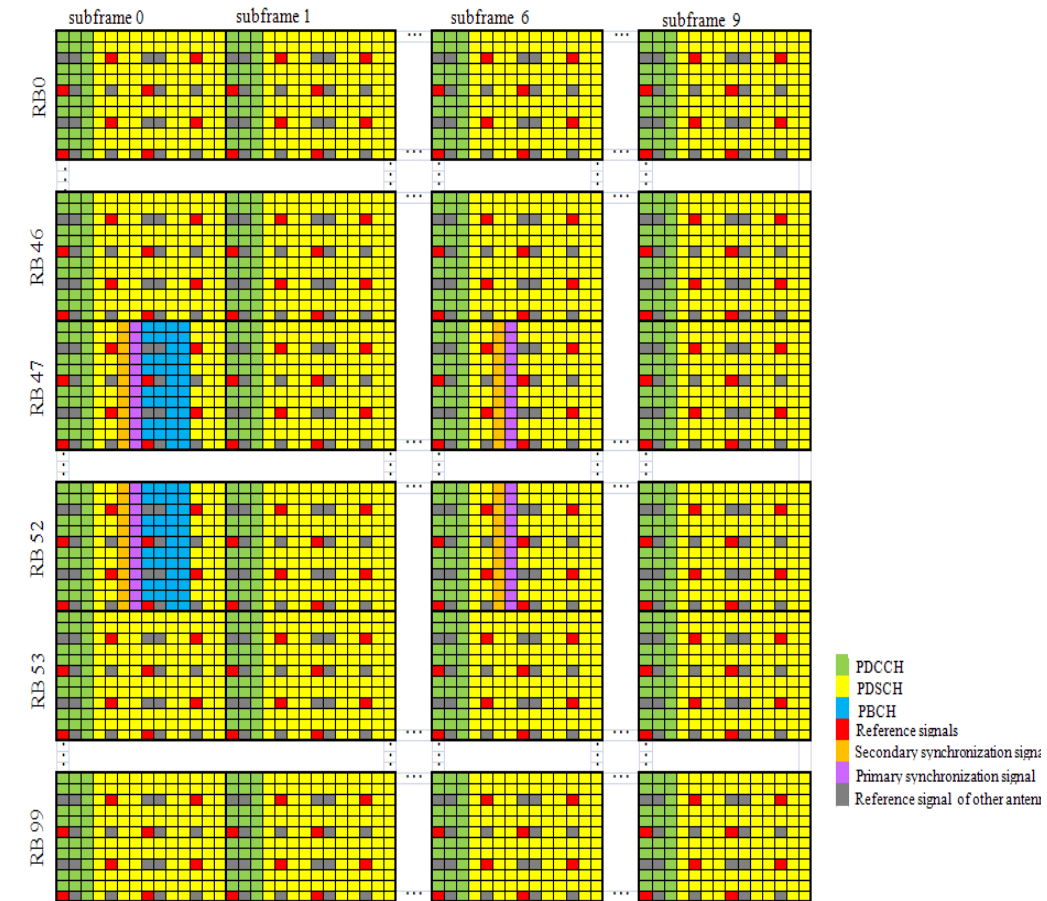 subframe 0
subframe 1
subframe 6
subframe 9
RB0
RB 46
RB 47
RB 52
RB 53
RB 99
PDCCH
PDSCH
PBCH
Reference signals
Secondary synchronization signa
Primary synchronization signal
Reference signal of other antenn